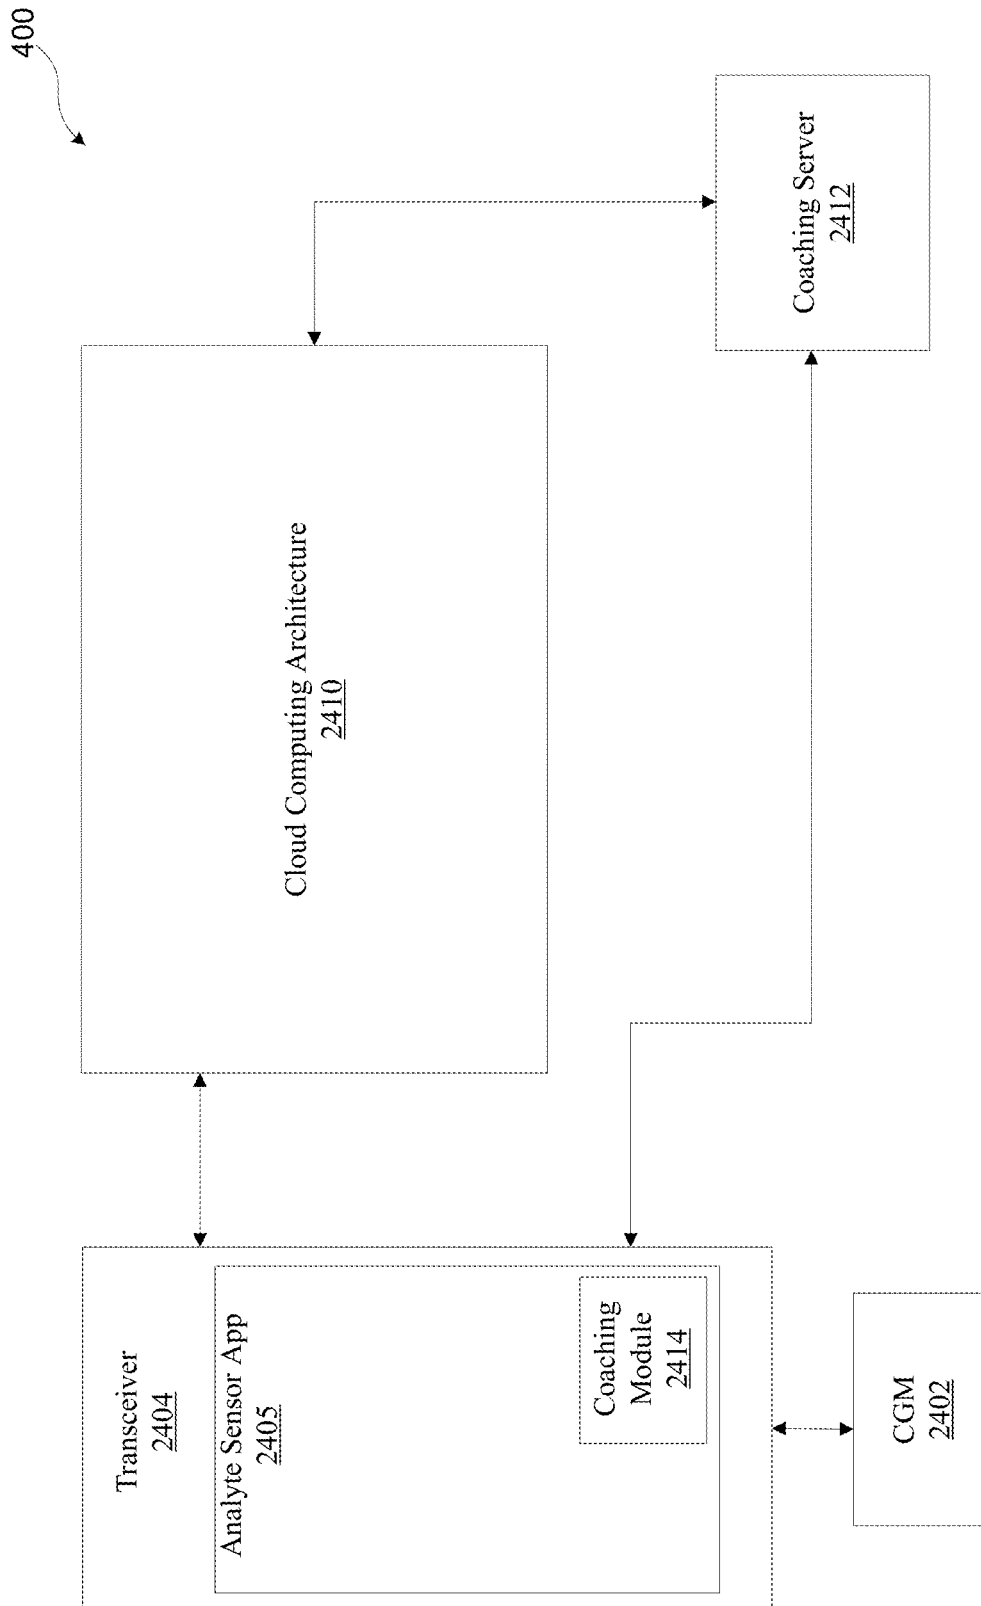 400
Transceiver
2404
Analyte Sensor App
2405
Coaching
Module
2414
CGM
2402
Cloud Computing Architecture
2410
Coaching Server
2412